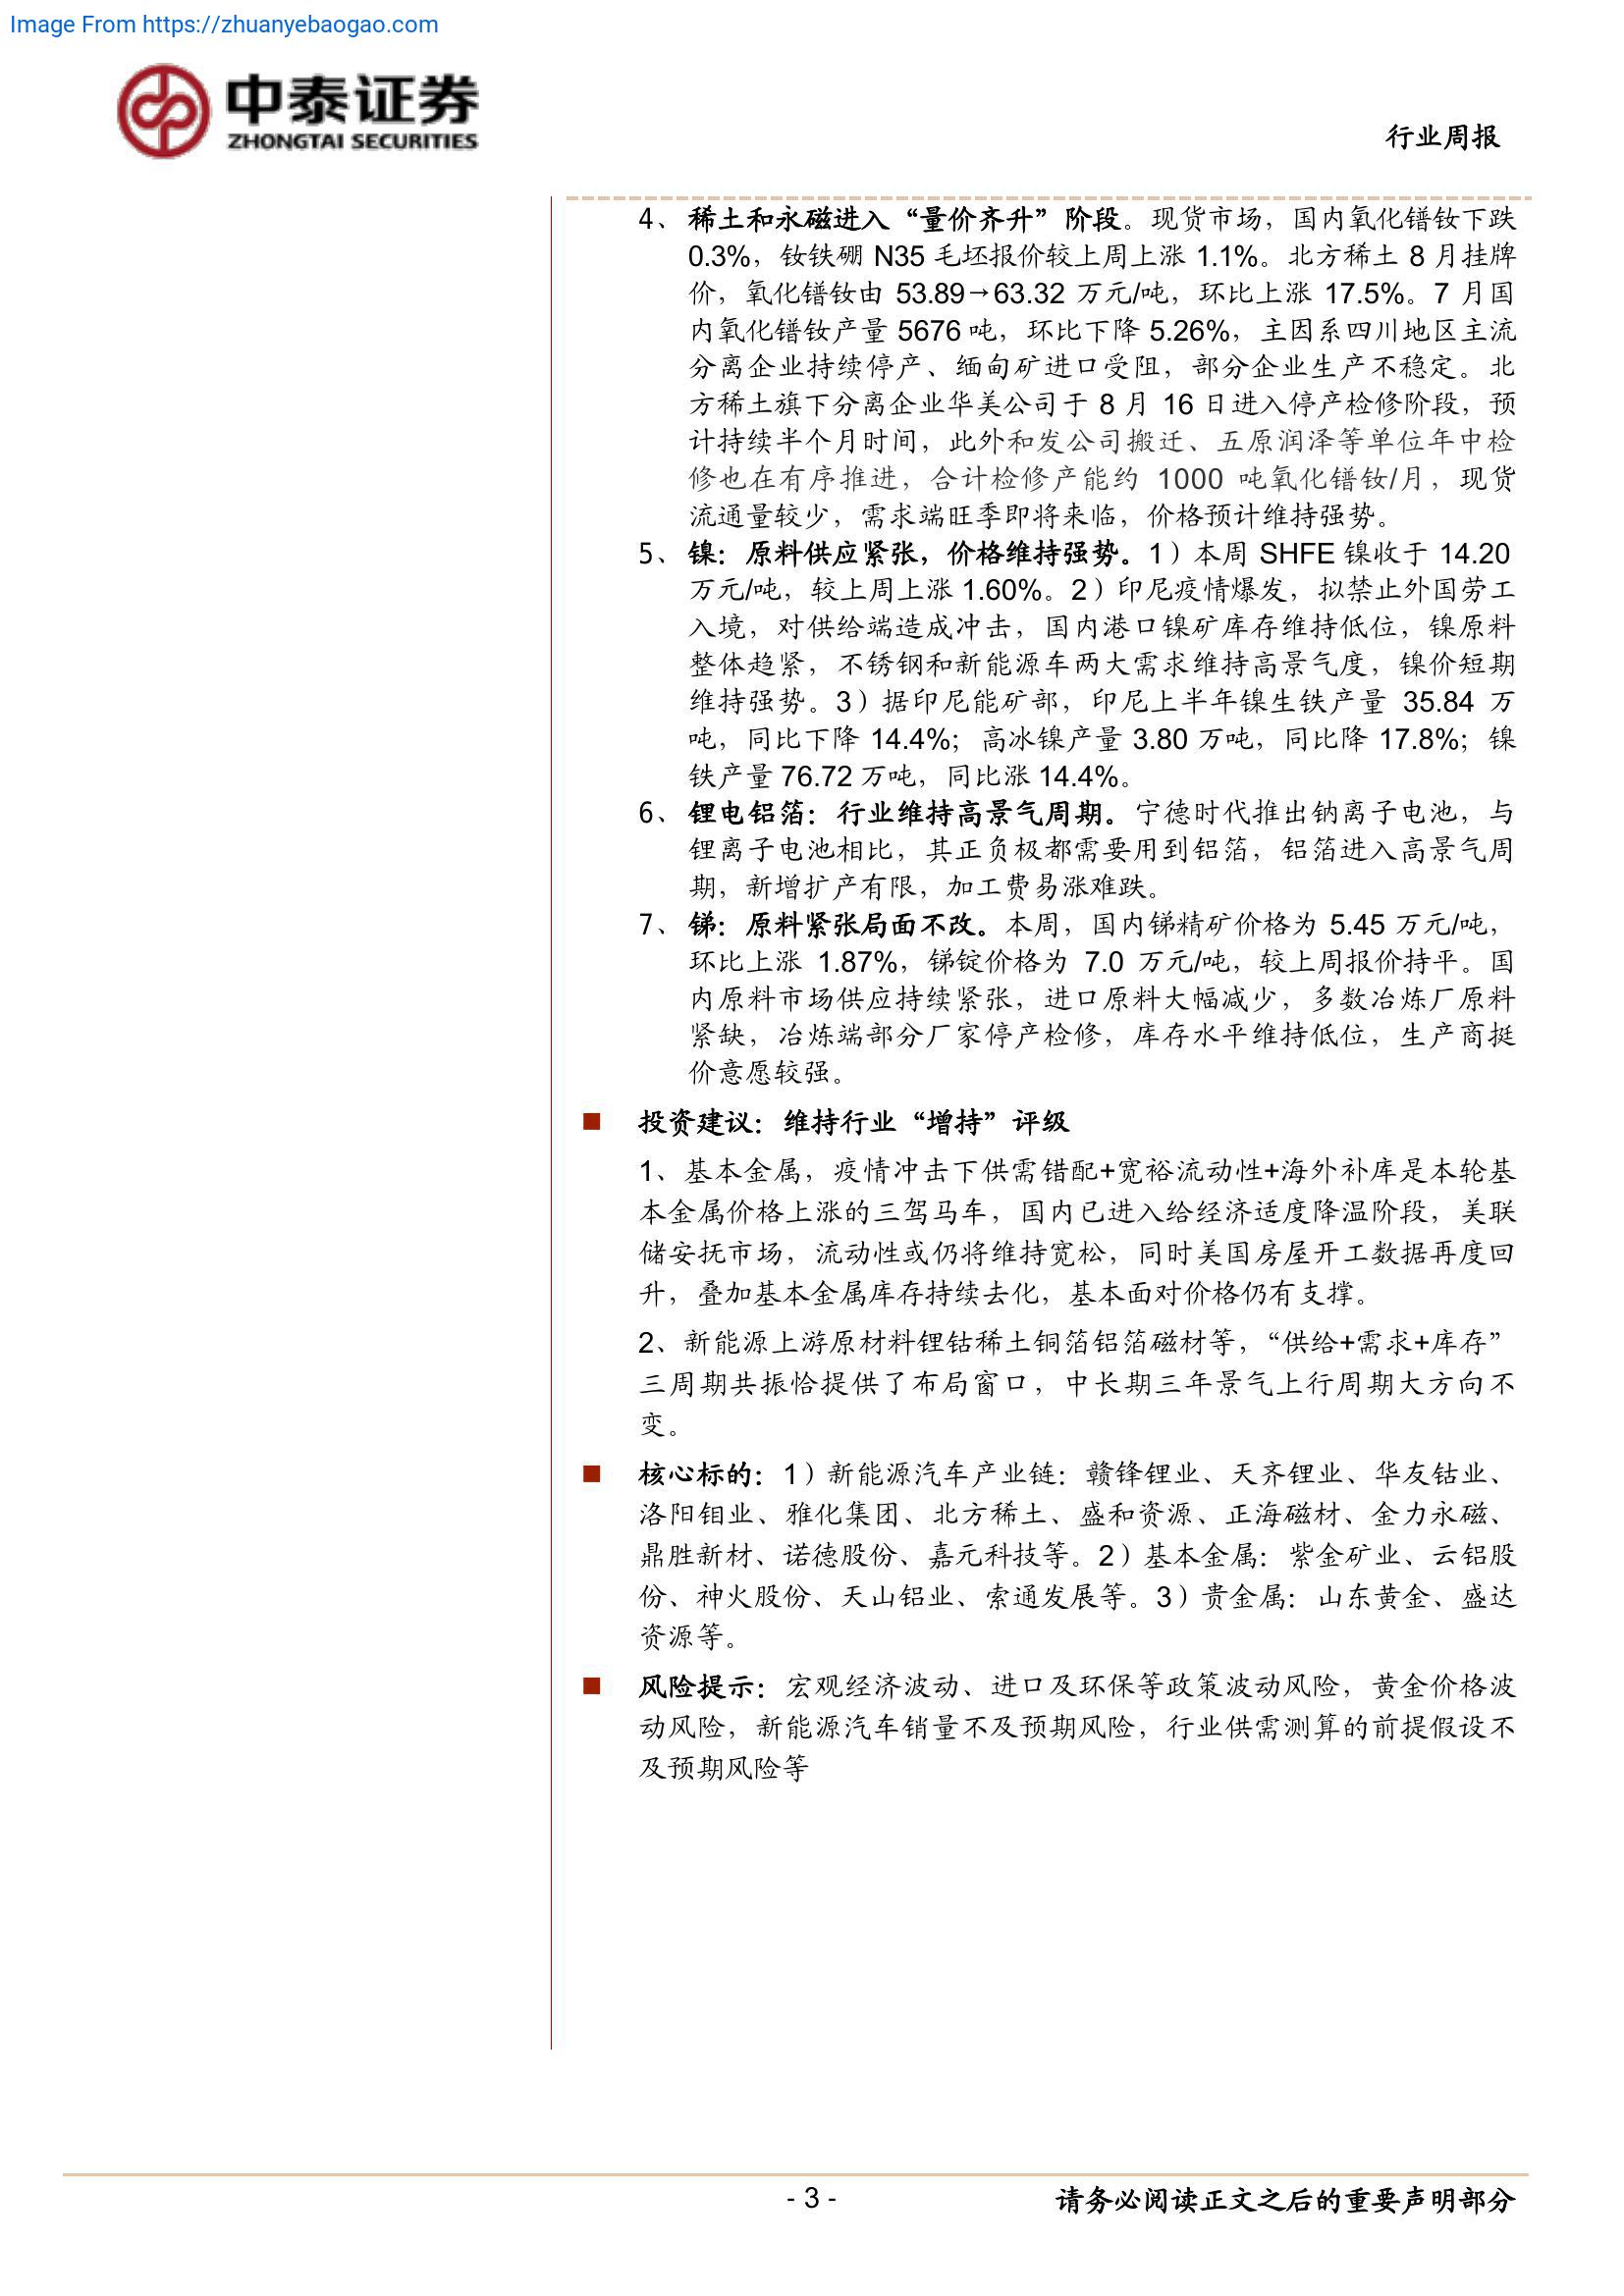 Image From https://zhuanyebaogao.com
中泰证券
ZHONGTAI SECURITIES
行业周报
4、稀土和永磁进入“量价齐升”阶段。现货市场，国内氧化镨钕下跌
0.3%，钕铁硼 N35 毛坯报价较上周上涨 1.1%。北方稀土 8 月挂牌
价，氧化镨钕由 53.89→63.32 万元/吨，环比上涨 17.5%。7 月国
内氧化镨钕产量 5676 吨，环比下降 5.26%，主因系四川地区主流
分离企业持续停产、缅甸矿进口受阻，部分企业生产不稳定。北
方稀土旗下分离企业华美公司于 8 月 16 日进入停产检修阶段，预
计持续半个月时间，此外和发公司搬迁、五原润泽等单位年中检
修也在有序推进，合计检修产能约 1000 吨氧化镨钕/月，现货
流通量较少，需求端旺季即将来临，价格预计维持强势。
5、镍：原料供应紧张，价格维持强势。1）本周 SHFE 镍收于 14.20
万元/吨，较上周上涨 1.60%。2）印尼疫情爆发，拟禁止外国劳工
入境，对供给端造成冲击，国内港口镍矿库存维持低位，镍原料
整体趋紧，不锈钢和新能源车两大需求维持高景气度，镍价短期
维持强势。3）据印尼能矿部，印尼上半年镍生铁产量 35.84 万
吨，同比下降 14.4%；高冰镍产量 3.80 万吨，同比降 17.8%；镍
铁产量 76.72 万吨，同比涨 14.4%。
6、锂电铝箔：行业维持高景气周期。宁德时代推出钠离子电池，与
锂离子电池相比，其正负极都需要用到铝箔，铝箔进入高景气周
期，新增扩产有限，加工费易涨难跌。
7、锑：原料紧张局面不改。本周，国内锑精矿价格为 5.45 万元/吨，
环比上涨 1.87%，锑锭价格为 7.0 万元/吨，较上周报价持平。国
内原料市场供应持续紧张，进口原料大幅减少，多数冶炼厂原料
紧缺，冶炼端部分厂家停产检修，库存水平维持低位，生产商挺
价意愿较强。
■ 投资建议：维持行业“增持”评级
1、基本金属，疫情冲击下供需错配+宽裕流动性+海外补库是本轮基
本金属价格上涨的三驾马车，国内已进入给经济适度降温阶段，美联
储安抚市场，流动性或仍将维持宽松，同时美国房屋开工数据再度回
升，叠加基本金属库存持续去化，基本面对价格仍有支撑。
2、新能源上游原材料锂钴稀土铜箔铝箔磁材等，“供给+需求+库存”
三周期共振恰提供了布局窗口，中长期三年景气上行周期大方向不
变。
■ 核心标的：1）新能源汽车产业链：赣锋锂业、天齐锂业、华友钴业、
洛阳钼业、雅化集团、北方稀土、盛和资源、正海磁材、金力永磁、
鼎胜新材、诺德股份、嘉元科技等。2）基本金属：紫金矿业、云铝股
份、神火股份、天山铝业、索通发展等。3）贵金属：山东黄金、盛达
资源等。
■ 风险提示：宏观经济波动、进口及环保等政策波动风险，黄金价格波
动风险，新能源汽车销量不及预期风险，行业供需测算的前提假设不
及预期风险等
- 3 -
请务必阅读正文之后的重要声明部分